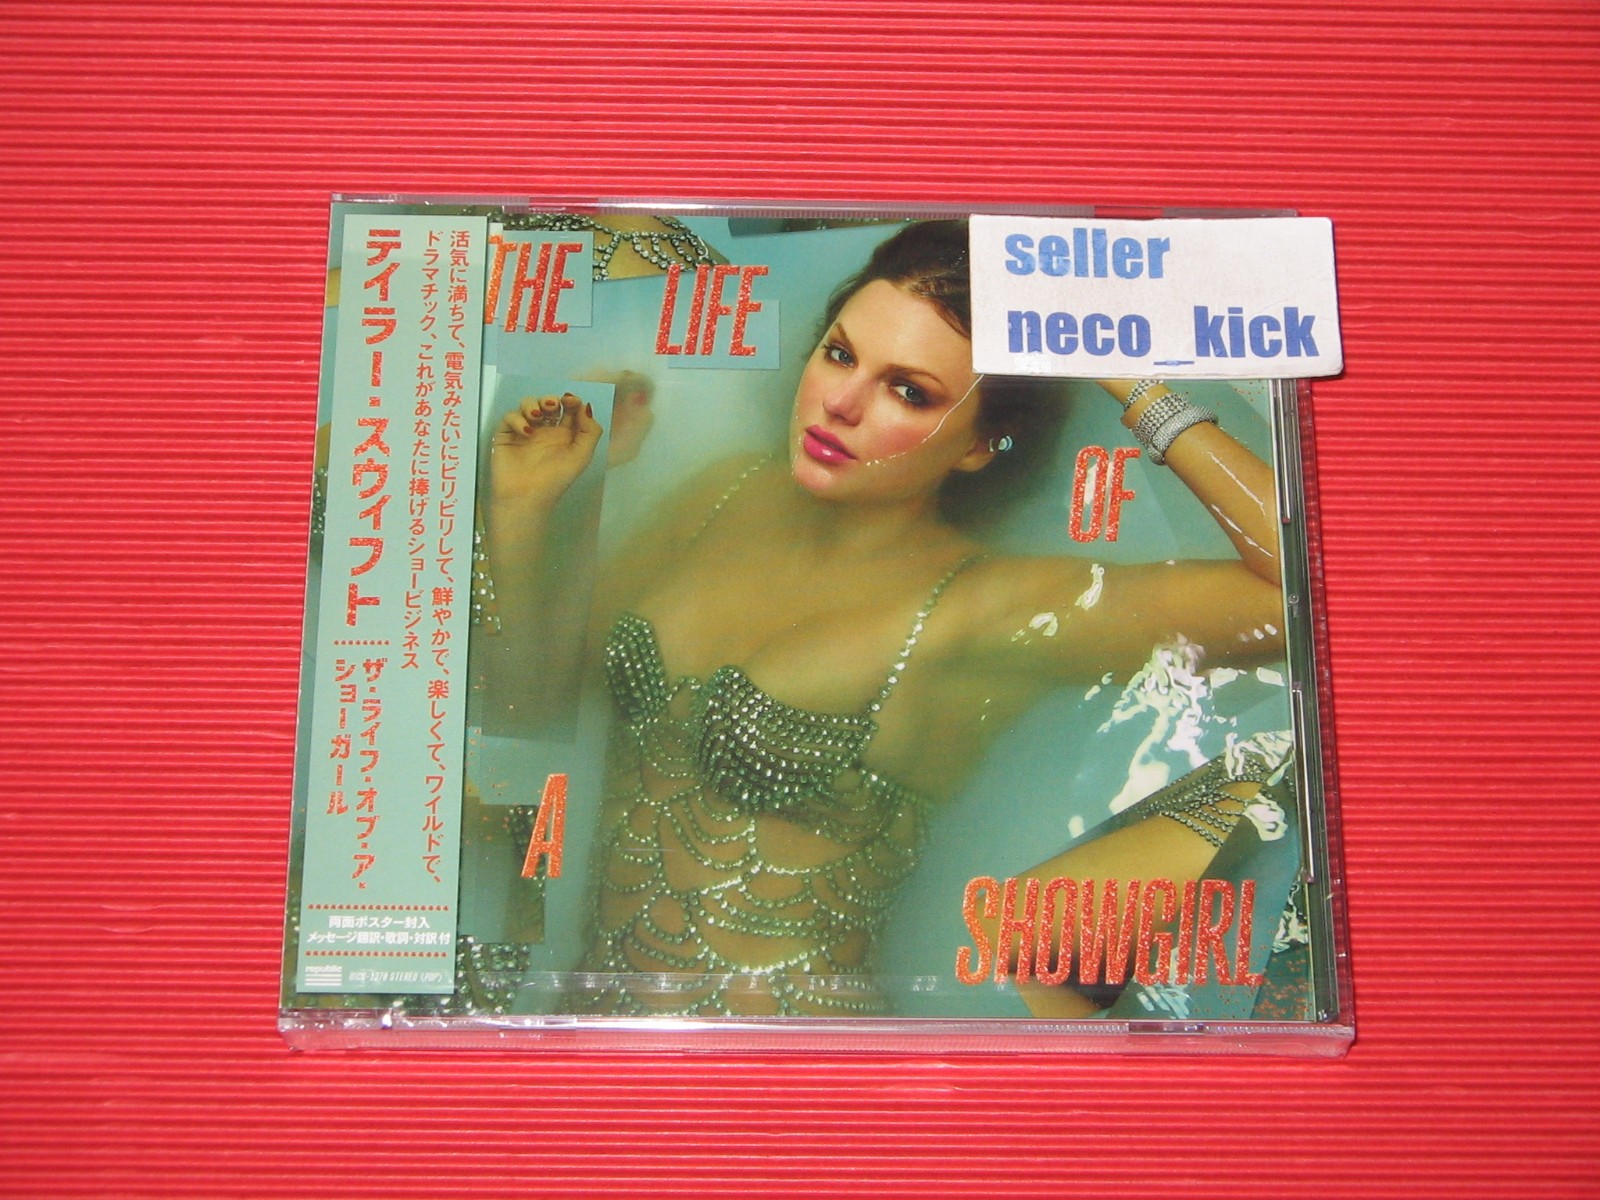 テイラー・スウィフト
ザ・ライフ・オブ・ア・
ショーガール
活気に満ちて、電気みたいにビリビリして、鮮やかで、楽しくて、ワイルドで、
ドラマチック、これがあなたに捧げるショービジネス
両面ポスター封入
メッセージ翻訳・歌詞・対訳付
republic
STEREO (POP)
THE
LIFE
OF
A
SHOWGIRL
seller
neco_kick